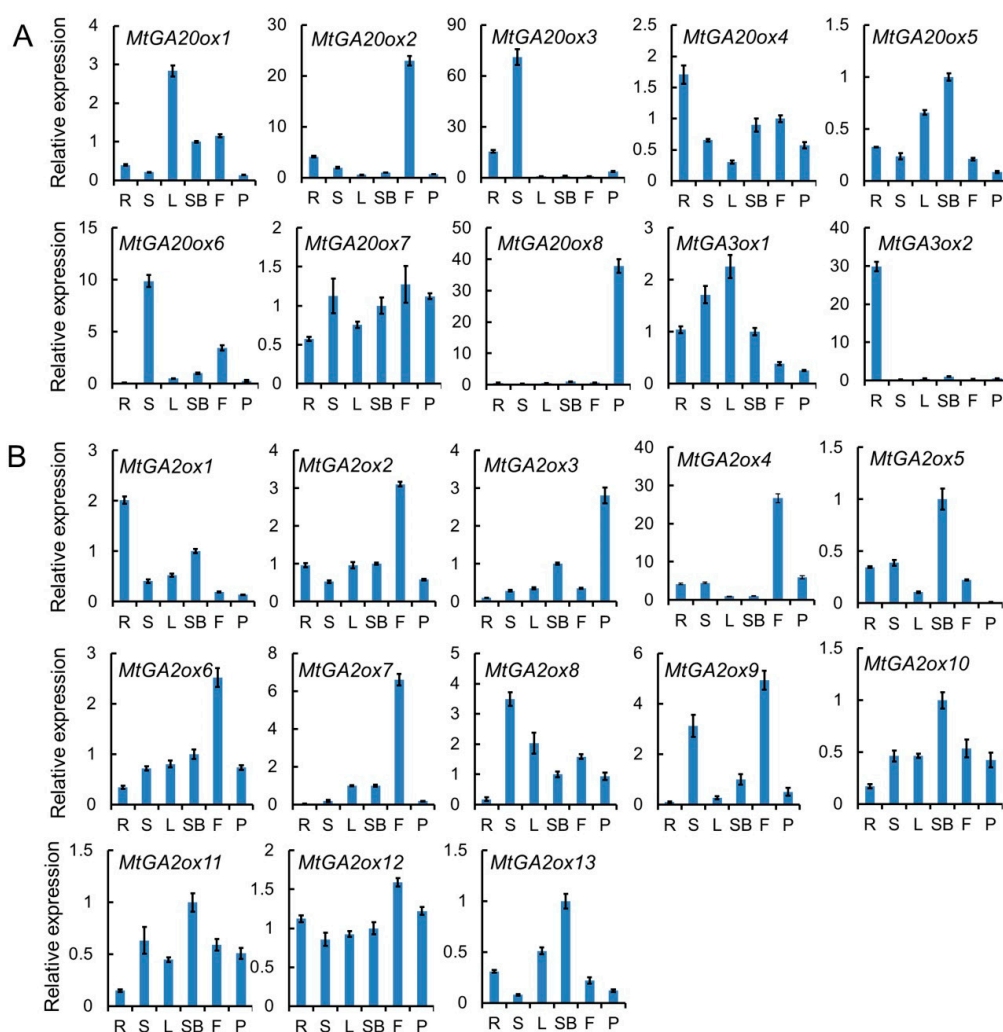 A
MtGA20ox1 MtGA20ox2 MtGA20ox3 MtGA20ox4 MtGA20ox5
Relative expression
4 3 2 1 0
30 20 10 0
90 60 30 0
2.5 2 1.5 1 0.5 0
1.5 1 0.5 0
R S L SB F P R S L SB F P R S L SB F P R S L SB F P R S L SB F P
MtGA20ox6 MtGA20ox7 MtGA20ox8 MtGA3ox1 MtGA3ox2
Relative expression
15 10 5 0
2 1.5 1 0.5 0
50 40 30 20 10 0
3 2 1 0
40 30 20 10 0
R S L SB F P R S L SB F P R S L SB F P R S L SB F P R S L SB F P
B
MtGA2ox1 MtGA2ox2 MtGA2ox3 MtGA2ox4 MtGA2ox5
Relative expression
3 2 1 0
4 3 2 1 0
4 3 2 1 0
40 30 20 10 0
1.5 1 0.5 0
R S L SB F P R S L SB F P R S L SB F P R S L SB F P R S L SB F P
MtGA2ox6 MtGA2ox7 MtGA2ox8 MtGA2ox9 MtGA2ox10
Relative expression
3 2 1 0
8 6 4 2 0
5 4 3 2 1 0
6 3 0
1.5 1 0.5 0
R S L SB F P R S L SB F P R S L SB F P R S L SB F P R S L SB F P
MtGA2ox11 MtGA2ox12 MtGA2ox13
Relative expression
1.5 1 0.5 0
2 1.5 1 0.5 0
1.5 1 0.5 0
R S L SB F P R S L SB F P R S L SB F P